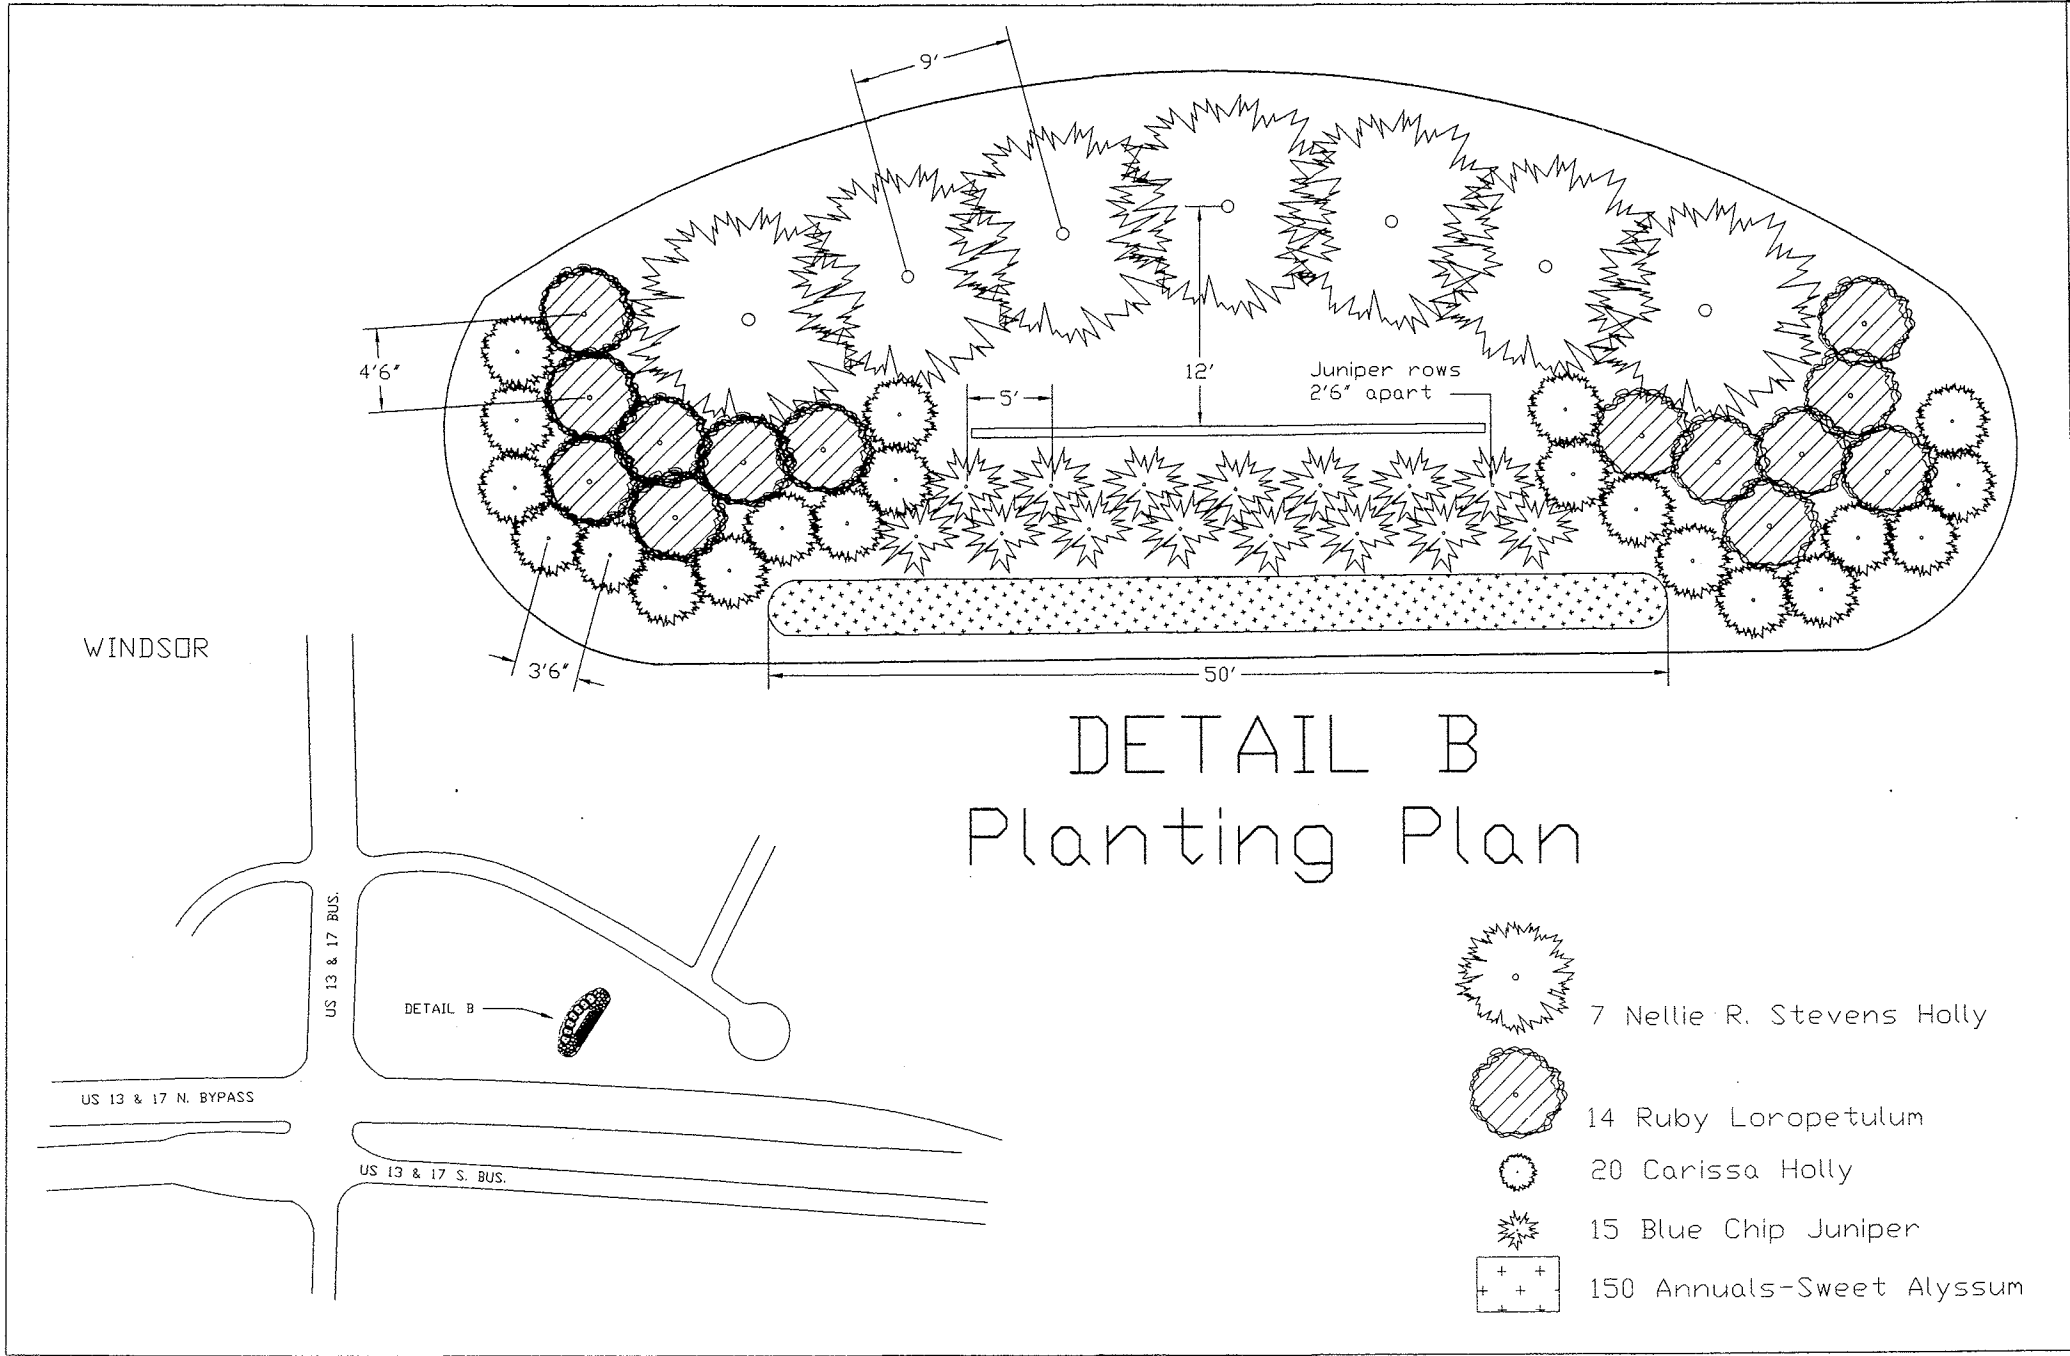 9'
4'6"
5'
12'
Juniper rows
2'6" apart
WINDSOR
3'6"
50'
DETAIL B
Planting Plan
US 13 & 17 BUS.
DETAIL B
US 13 & 17 N. BYPASS
US 13 & 17 S. BUS.
7 Nellie R. Stevens Holly
14 Ruby Loropetulum
20 Carissa Holly
15 Blue Chip Juniper
150 Annuals-Sweet Alyssum